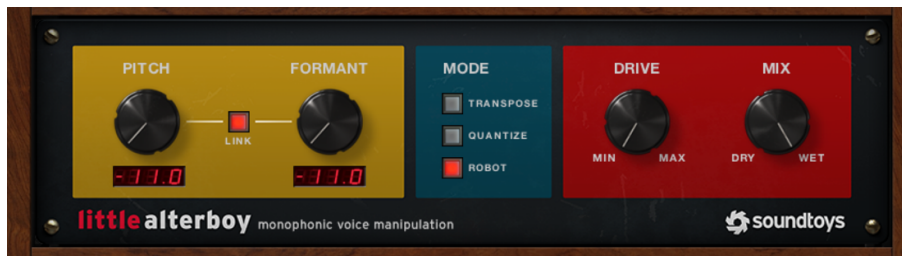 PITCH
FORMANT
LINK
-11.0
-11.0
MODE
TRANSPOSE
QUANTIZE
ROBOT
DRIVE
MIN
MAX
MIX
DRY
WET
littlealterboy monophonic voice manipulation
soundtoys